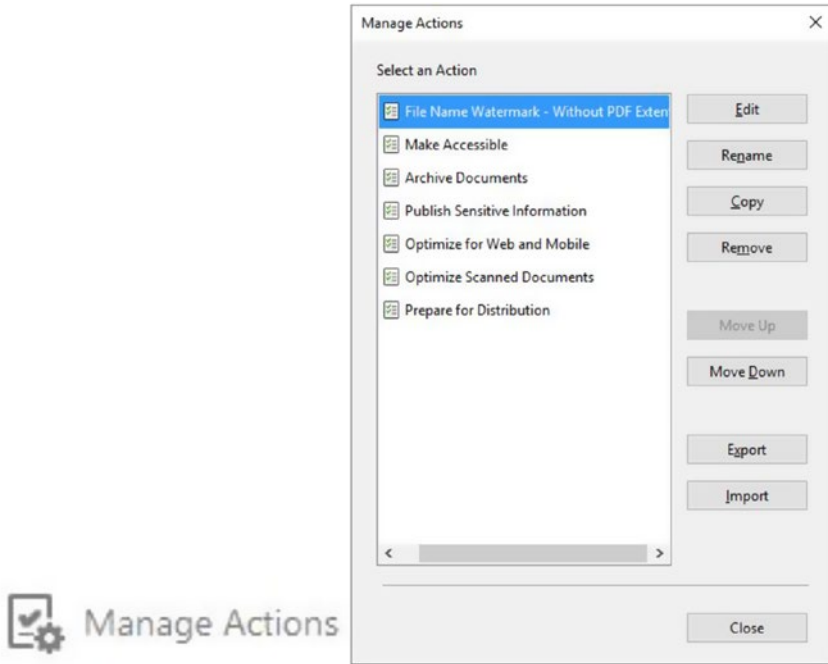 Manage Actions
Select an Action
File Name Watermark - Without PDF Exten
Make Accessible
Archive Documents
Publish Sensitive Information
Optimize for Web and Mobile
Optimize Scanned Documents
Prepare for Distribution
Edit
Rename
Copy
Remove
Move Up
Move Down
Export
Import
Close
Manage Actions